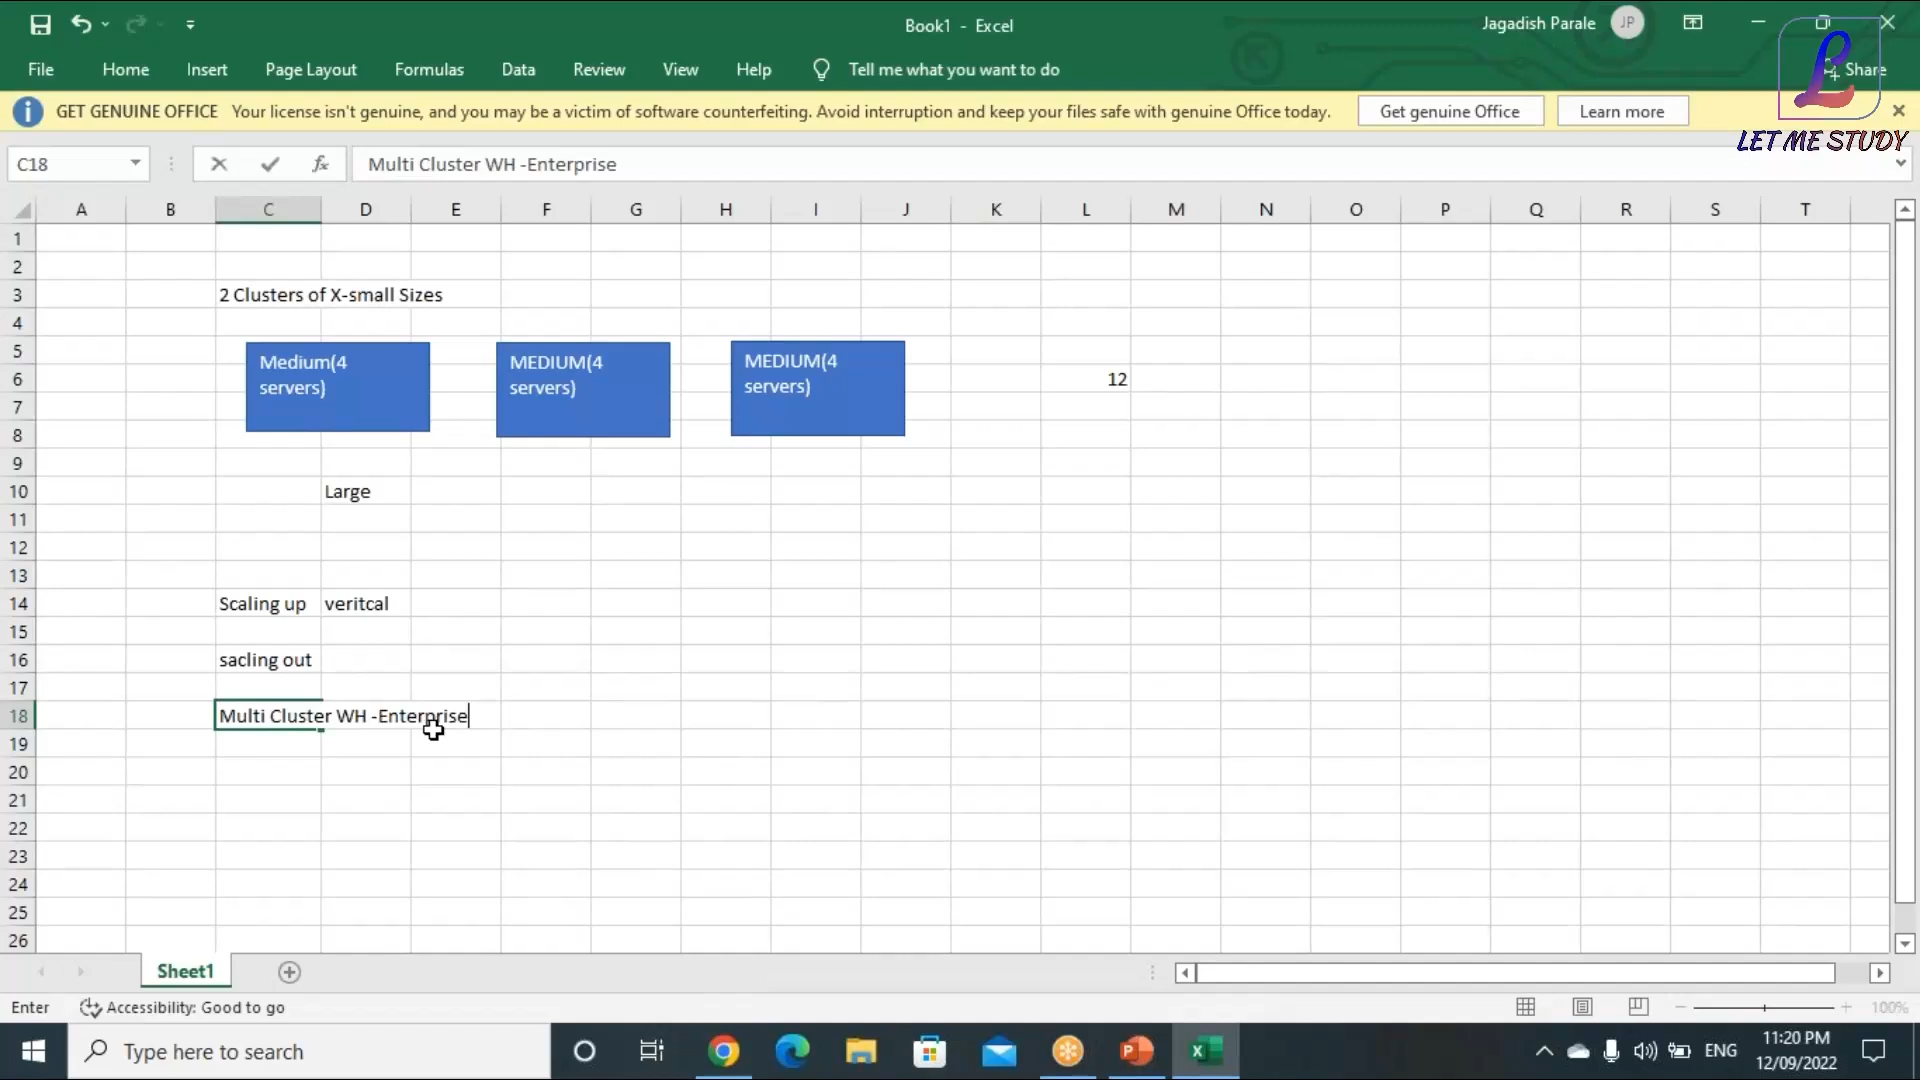 Book1 - Excel
Jagadish Parale
JP
File Home Insert Page Layout Formulas Data Review View Help Tell me what you want to do
Share
GET GENUINE OFFICE Your license isn't genuine, and you may be a victim of software counterfeiting. Avoid interruption and keep your files safe with genuine Office today. Get genuine Office Learn more
LET ME STUDY
C18 fx Multi Cluster WH -Enterprise
A B C D E F G H I J K L M N O P Q R S T
1
2
3 2 Clusters of X-small Sizes
4
5
6 12
7
8
Medium(4
servers)
MEDIUM(4
servers)
MEDIUM(4
servers)
9
10 Large
11
12
13
14 Scaling up veritcal
15
16 sacling out
17
18 Multi Cluster WH -Enterprise
19
20
21
22
23
24
25
26
Sheet1
Enter Accessibility: Good to go 100%
Type here to search
ENG
11:20 PM
12/09/2022